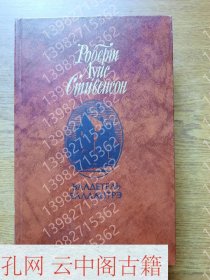 Роберт
Луис
Стивенсон
ВЛАДЕТЕЛЬ
БАЛЛАНТРЭ
13982715362
孔网 云中阁古籍